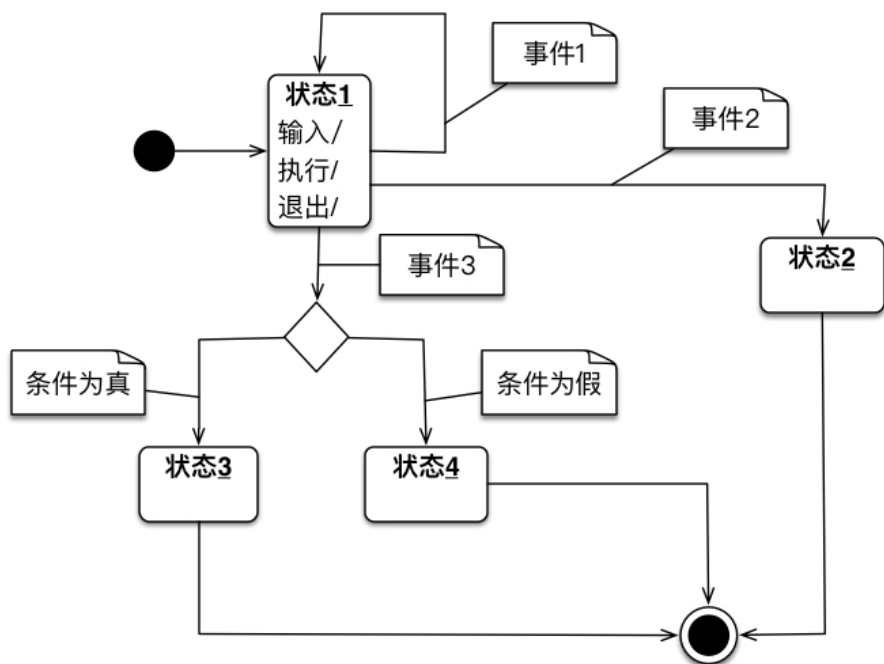 事件1
状态1
输入/
执行/
退出/
事件2
事件3
状态2
条件为真
条件为假
状态3
状态4